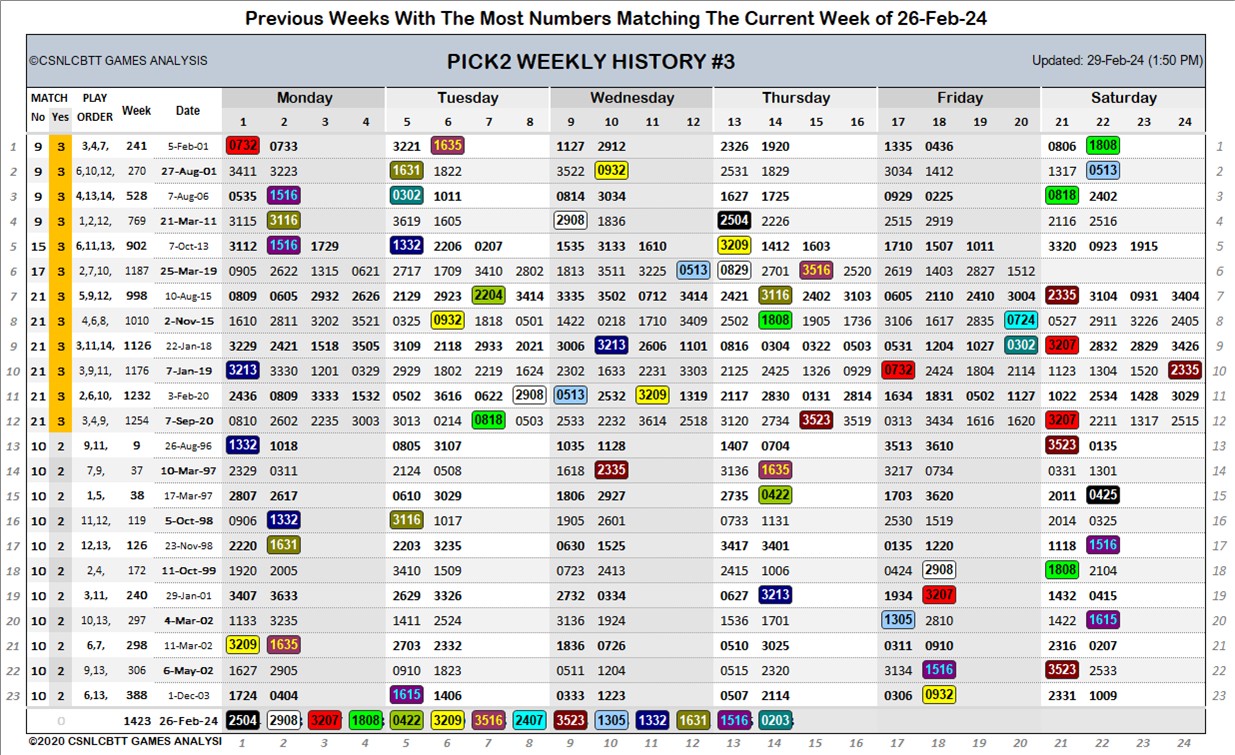 Previous Weeks With The Most Numbers Matching The Current Week of 26-Feb-24
©CSNLCBTT GAMES ANALYSIS PICK2 WEEKLY HISTORY #3 Updated: 29-Feb-24 (1:50 PM)
MATCH PLAY Week Date Monday Tuesday Wednesday Thursday Friday Saturday
No Yes ORDER 1 2 3 4 5 6 7 8 9 10 11 12 13 14 15 16 17 18 19 20 21 22 23 24
1 9 3 3,4,7, 241 5-Feb-01 0732 0733 3221 1635 1127 2912 2326 1920 1335 0436 0806 1808 1
2 9 3 6,10,12, 270 27-Aug-01 3411 3223 1631 1822 3522 0932 2531 1829 3034 1412 1317 0513 2
3 9 3 4,13,14, 528 7-Aug-06 0535 1516 0302 1011 0814 3034 1627 1725 0929 0225 0818 2402 3
4 9 3 1,2,12, 769 21-Mar-11 3115 3116 3619 1605 2908 1836 2504 2226 2515 2919 2116 2516 4
5 15 3 6,11,13, 902 7-Oct-13 3112 1516 1729 1332 2206 0207 1535 3133 1610 3209 1412 1603 1710 1507 1011 3320 0923 1915 5
6 17 3 2,7,10, 1187 25-Mar-19 0905 2622 1315 0621 2717 1709 3410 2802 1813 3511 3225 0513 0829 2701 3516 2520 2619 1403 2827 1512 6
7 21 3 5,9,12, 998 10-Aug-15 0809 0605 2932 2626 2129 2923 2204 3414 3335 3502 0712 3414 2421 3116 2402 3103 0605 2110 2410 3004 2335 3104 0931 3404 7
8 21 3 4,6,8, 1010 2-Nov-15 1610 2811 3202 3521 0325 0932 1818 0501 1422 0218 1710 3409 2502 1808 1905 1736 3106 1617 2835 0724 0527 2911 3226 2405 8
9 21 3 3,11,14, 1126 22-Jan-18 3229 2421 1518 3505 3109 2118 2933 2021 3006 3213 2606 1101 0816 0304 0322 0503 0531 1204 1027 0302 3207 2832 2829 3426 9
10 21 3 3,9,11, 1176 7-Jan-19 3213 3330 1201 0329 2929 1802 2219 1624 2302 1633 2231 3303 2125 2425 1326 0929 0732 2424 1804 2114 1123 1304 1520 2335 10
11 21 3 2,6,10, 1232 3-Feb-20 2436 0809 3333 1532 0502 3616 0622 2908 0513 2532 3209 1319 2117 2830 0131 2814 1634 1831 0502 1127 1022 2534 1428 3029 11
12 21 3 3,4,9, 1254 7-Sep-20 0810 2602 2235 3003 3013 0214 0818 0503 2533 2232 3614 2518 3120 2734 3523 3519 0313 3434 1616 1620 3207 2211 1317 2515 12
13 10 2 9,11, 9 26-Aug-96 1332 1018 0805 3107 1035 1128 1407 0704 3513 3610 3523 0135 13
14 10 2 7,9, 37 10-Mar-97 2329 0311 2124 0508 1618 2335 3136 1635 3217 0734 0331 1301 14
15 10 2 1,5, 38 17-Mar-97 2807 2617 0610 3029 1806 2927 2735 0422 1703 3620 2011 0425 15
16 10 2 11,12, 119 5-Oct-98 0906 1332 3116 1017 1905 2601 0733 1131 2530 1519 2014 0325 16
17 10 2 12,13, 126 23-Nov-98 2220 1631 2203 3235 0630 1525 3417 3401 0135 1220 1118 1516 17
18 10 2 2,4, 172 11-Oct-99 1920 2005 3410 1509 0723 2413 2415 1006 0424 2908 1808 2104 18
19 10 2 3,11, 240 29-Jan-01 3407 3633 2629 3326 2732 0334 0627 3213 1934 3207 1432 0415 19
20 10 2 10,13, 297 4-Mar-02 1133 3235 1411 2524 3136 1924 1536 1701 1305 2810 1422 1615 20
21 10 2 6,7, 298 11-Mar-02 3209 1635 2703 2332 1836 0726 0510 3025 0311 0910 2316 0207 21
22 10 2 9,13, 306 6-May-02 1627 2905 0910 1823 0511 1204 0515 2320 3134 1516 3523 2533 22
23 10 2 6,13, 388 1-Dec-03 1724 0404 1615 1406 0333 1223 0507 2114 0306 0932 2331 1009 23
0 1423 26-Feb-24 2504 2908 3207 1808 0422 3209 3516 2407 3523 1305 1332 1631 1516 0203
©2020 CSNLCBTT GAMES ANALYSI 1 2 3 4 5 6 7 8 9 10 11 12 13 14 15 16 17 18 19 20 21 22 23 24